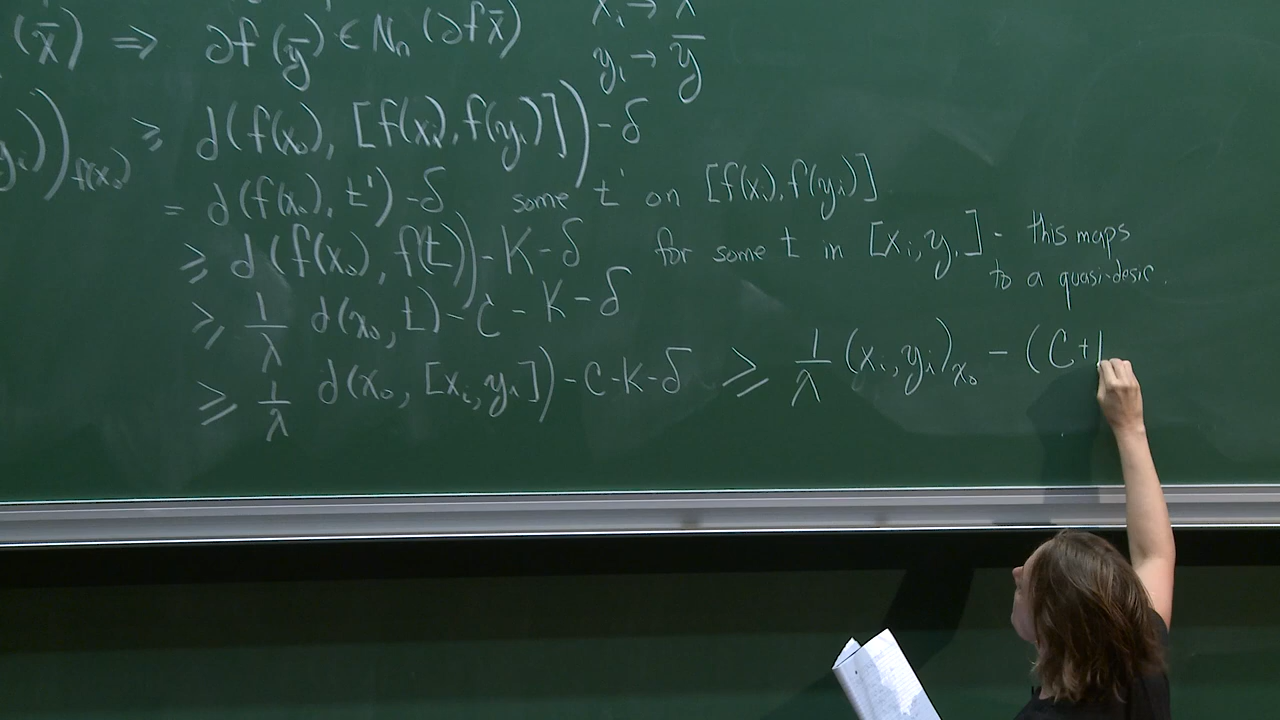 (x̄) ⇒ ∂f(ȳ) ∈ Nₙ(∂f x̄) xᵢ → x̄
yᵢ → ȳ
yᵢ))_f(x₀) ≥ d(f(x₀), [f(xᵢ), f(yᵢ)]) - δ
= d(f(x₀), t') - δ some t' on [f(xᵢ), f(yᵢ)]
≥ d(f(x₀), f(t)) - K - δ for some t in [xᵢ, yᵢ] - this maps
to a quasi-desic.
≥ 1/λ d(x₀, t) - C - K - δ
≥ 1/λ d(x₀, [xᵢ, yᵢ]) - C - K - δ ≥ 1/λ (xᵢ, yᵢ)_x₀ - (C +